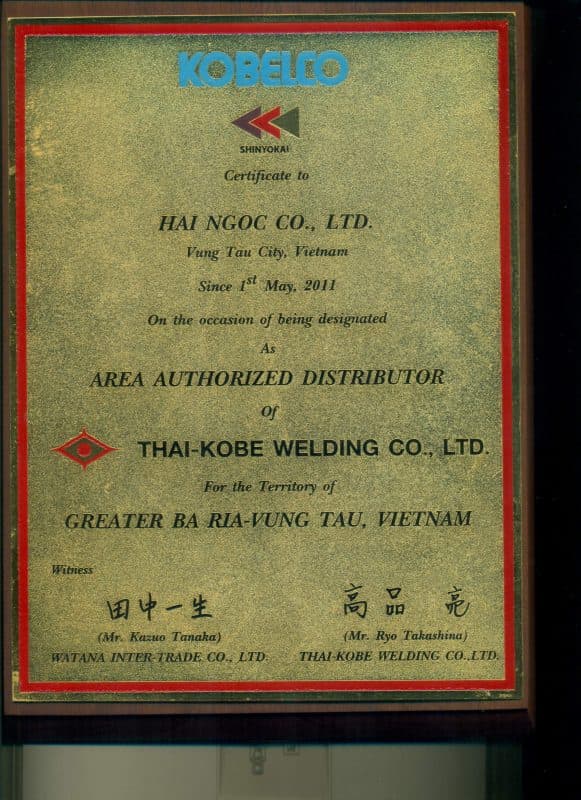 KOBELCO
SHINYOKAI
Certificate to
HAI NGOC CO., LTD.
Vung Tau City, Vietnam
Since 1st May, 2011
On the occasion of being designated
As
AREA AUTHORIZED DISTRIBUTOR
Of
THAI-KOBE WELDING CO., LTD.
For the Territory of
GREATER BA RIA-VUNG TAU, VIETNAM
Witness
田中一生 高品 亮
(Mr. Kazuo Tanaka) (Mr. Ryo Takashina)
WATANA INTER-TRADE CO., LTD. THAI-KOBE WELDING CO.,LTD.